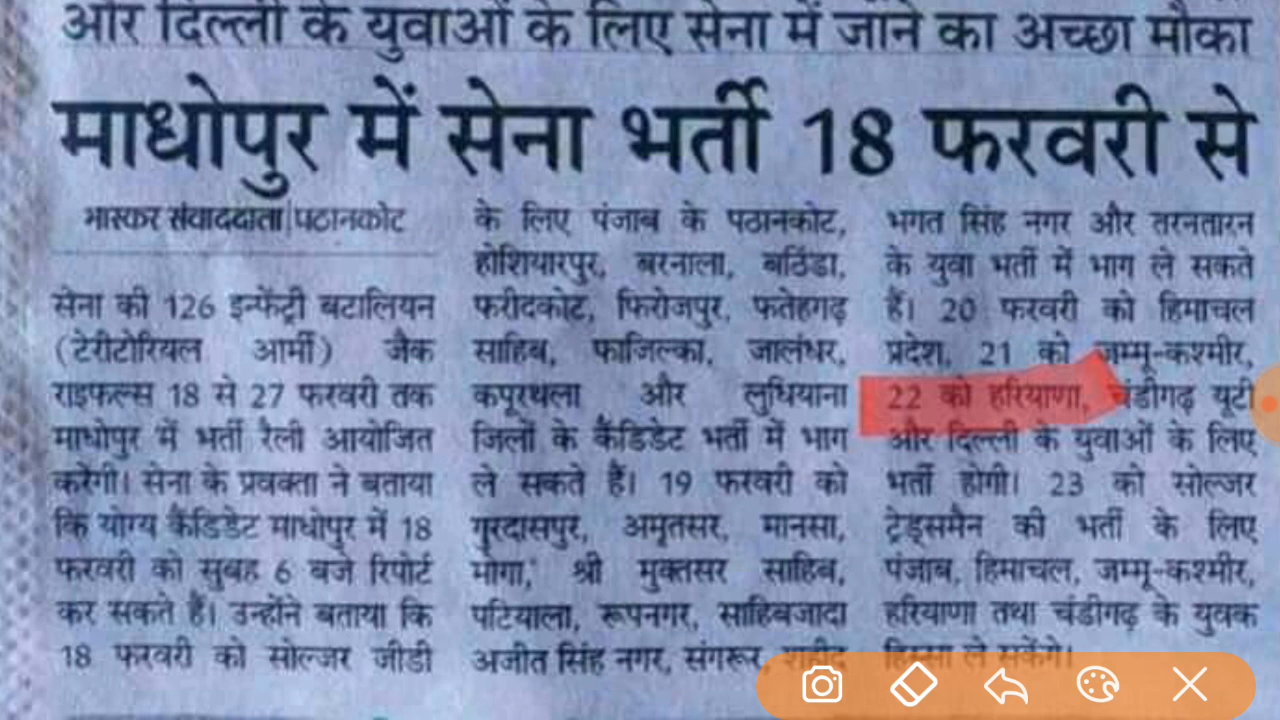 और दिल्ली के युवाओं के लिए सेना में जाने का अच्छा मौका
माधोपुर में सेना भर्ती 18 फरवरी से
भास्कर संवाददाता|पठानकोट
सेना की 126 इन्फेंट्री बटालियन
(टेरीटोरियल आर्मी) जैक
राइफल्स 18 से 27 फरवरी तक
माधोपुर में भर्ती रैली आयोजित
करेगी। सेना के प्रवक्ता ने बताया
कि योग्य कैंडिडेट माधोपुर में 18
फरवरी को सुबह 6 बजे रिपोर्ट
कर सकते हैं। उन्होंने बताया कि
18 फरवरी को सोल्जर जीडी
के लिए पंजाब के पठानकोट,
होशियारपुर, बरनाला, बठिंडा,
फरीदकोट, फिरोजपुर, फतेहगढ़
साहिब, फाजिल्का, जालंधर,
कपूरथला और लुधियाना
जिलों के कैंडिडेट भर्ती में भाग
ले सकते हैं। 19 फरवरी को
गुरदासपुर, अमृतसर, मानसा,
मोगा, श्री मुक्तसर साहिब,
पटियाला, रूपनगर, साहिबजादा
अजीत सिंह नगर, संगरूर, शहीद
भगत सिंह नगर और तरनतारन
के युवा भर्ती में भाग ले सकते
हैं। 20 फरवरी को हिमाचल
प्रदेश, 21 को जम्मू-कश्मीर,
22 को हरियाणा, चंडीगढ़ यूटी
और दिल्ली के युवाओं के लिए
भर्ती होगी। 23 को सोल्जर
ट्रेड्समैन की भर्ती के लिए
पंजाब, हिमाचल, जम्मू-कश्मीर,
हरियाणा तथा चंडीगढ़ के युवक
हिस्सा ले सकेंगे।